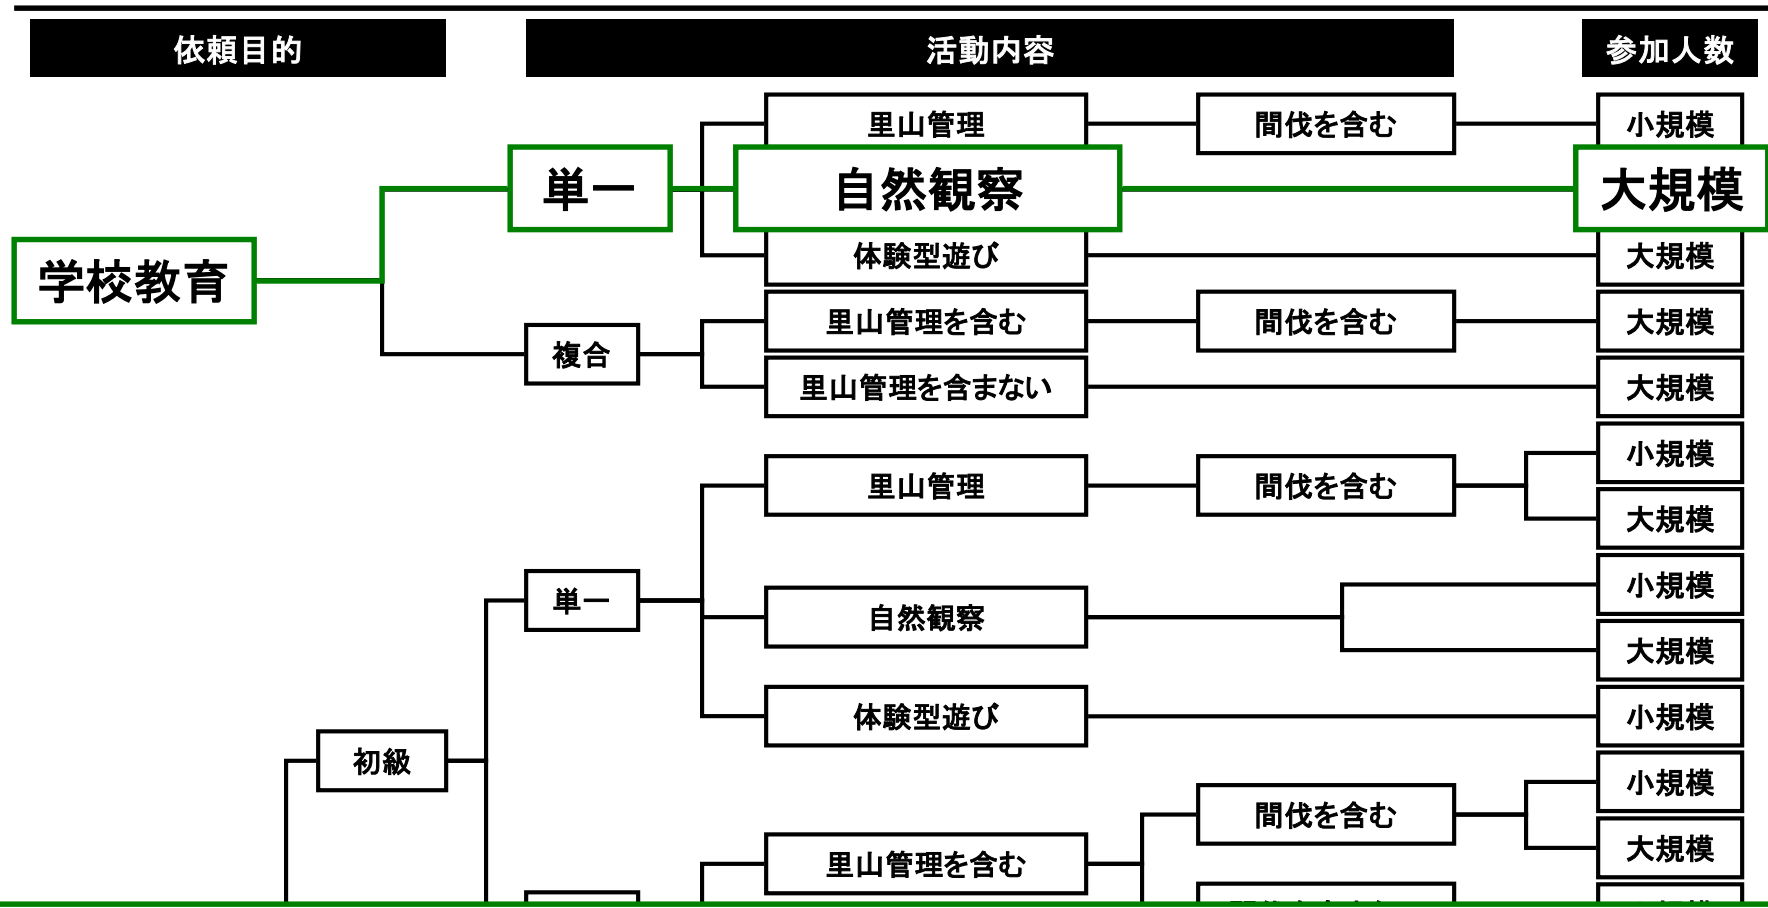 依頼目的 活動内容 参加人数
里山管理 間伐を含む 小規模
単一 自然観察 大規模
体験型遊び 大規模
学校教育
里山管理を含む 間伐を含む 大規模
複合
里山管理を含まない 大規模
小規模
里山管理 間伐を含む
大規模
小規模
単一
自然観察
大規模
体験型遊び 小規模
初級
小規模
間伐を含む
大規模
里山管理を含む